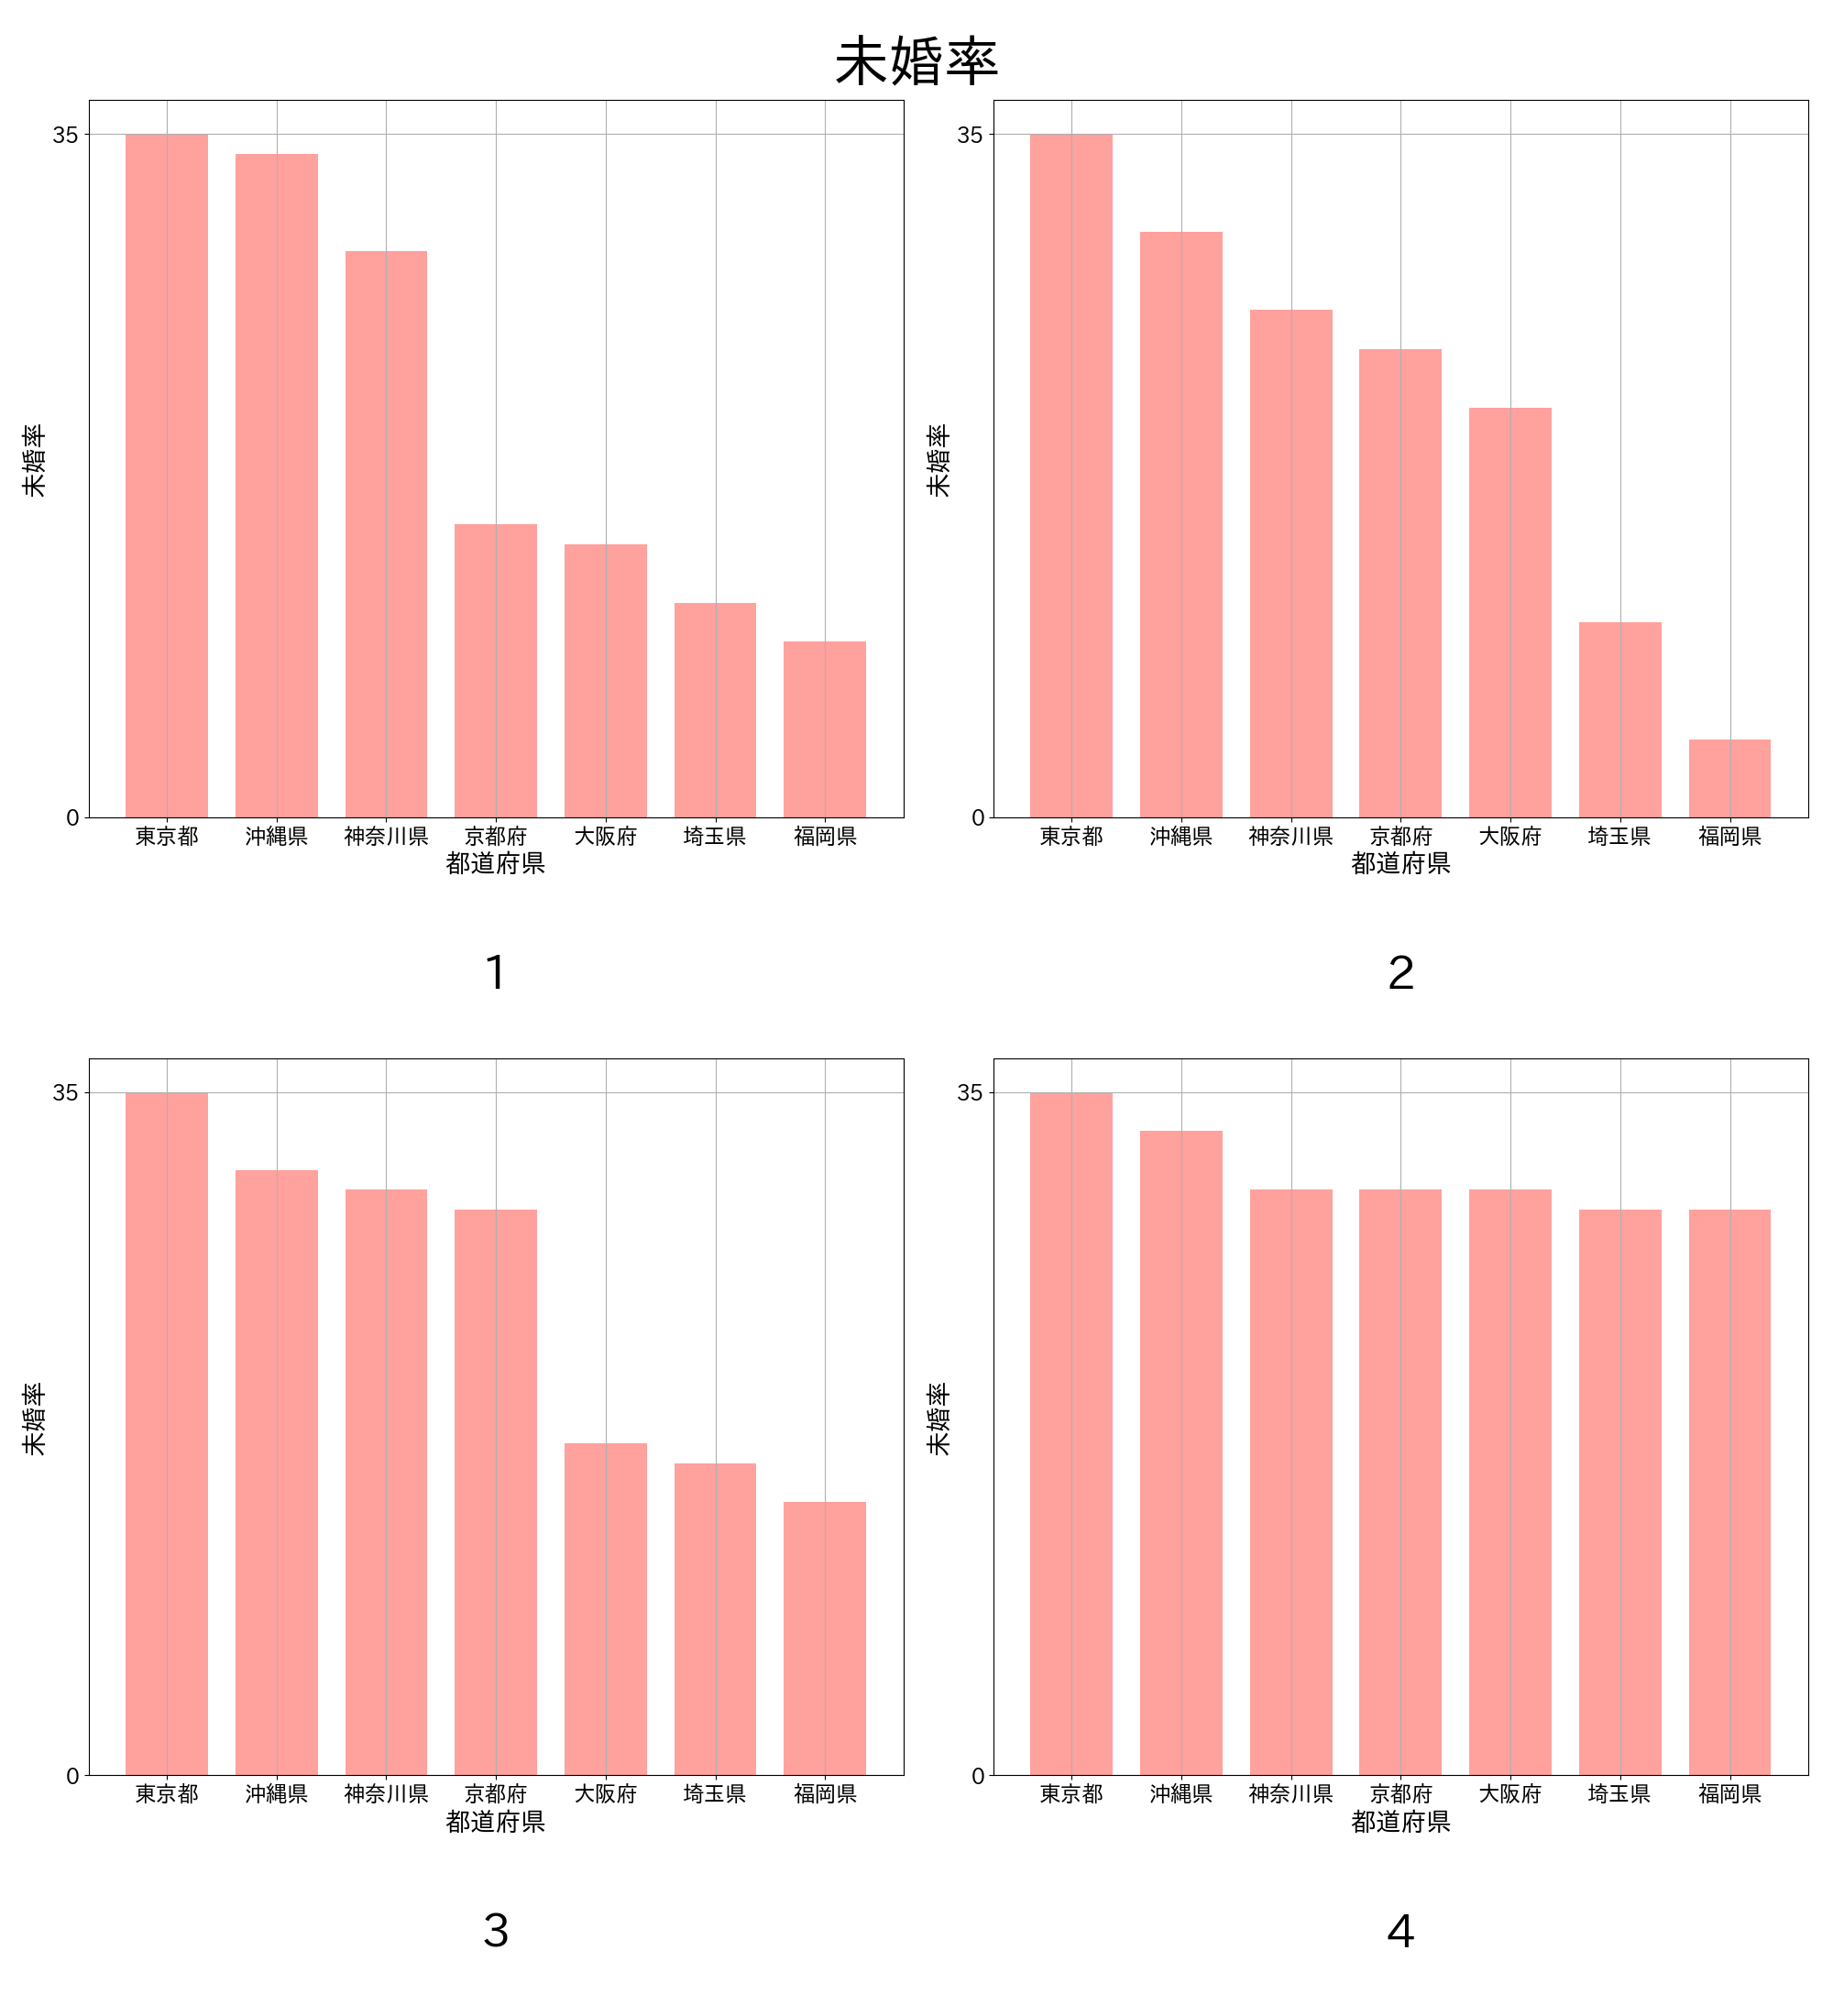 未婚率
35
0
未婚率
東京都 沖縄県 神奈川県 京都府 大阪府 埼玉県 福岡県
都道府県
1
35
0
未婚率
東京都 沖縄県 神奈川県 京都府 大阪府 埼玉県 福岡県
都道府県
2
35
0
未婚率
東京都 沖縄県 神奈川県 京都府 大阪府 埼玉県 福岡県
都道府県
3
35
0
未婚率
東京都 沖縄県 神奈川県 京都府 大阪府 埼玉県 福岡県
都道府県
4